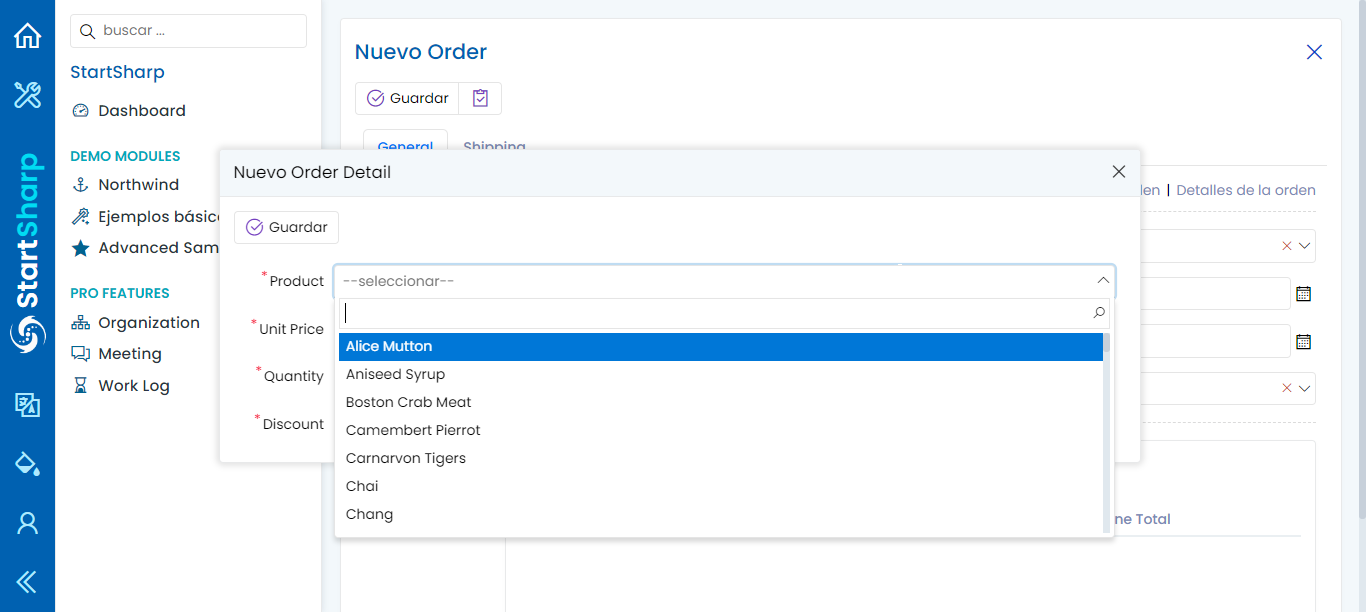 buscar ...
StartSharp
Dashboard
DEMO MODULES
Northwind
Ejemplos básic
Advanced Sam
PRO FEATURES
Organization
Meeting
Work Log
StartSharp
Nuevo Order
Guardar
General
Shipping
Detalles de la orden
Nuevo Order Detail
Guardar
*Product
--seleccionar--
*Unit Price
*Quantity
*Discount
Alice Mutton
Aniseed Syrup
Boston Crab Meat
Camembert Pierrot
Carnarvon Tigers
Chai
Chang
ne Total